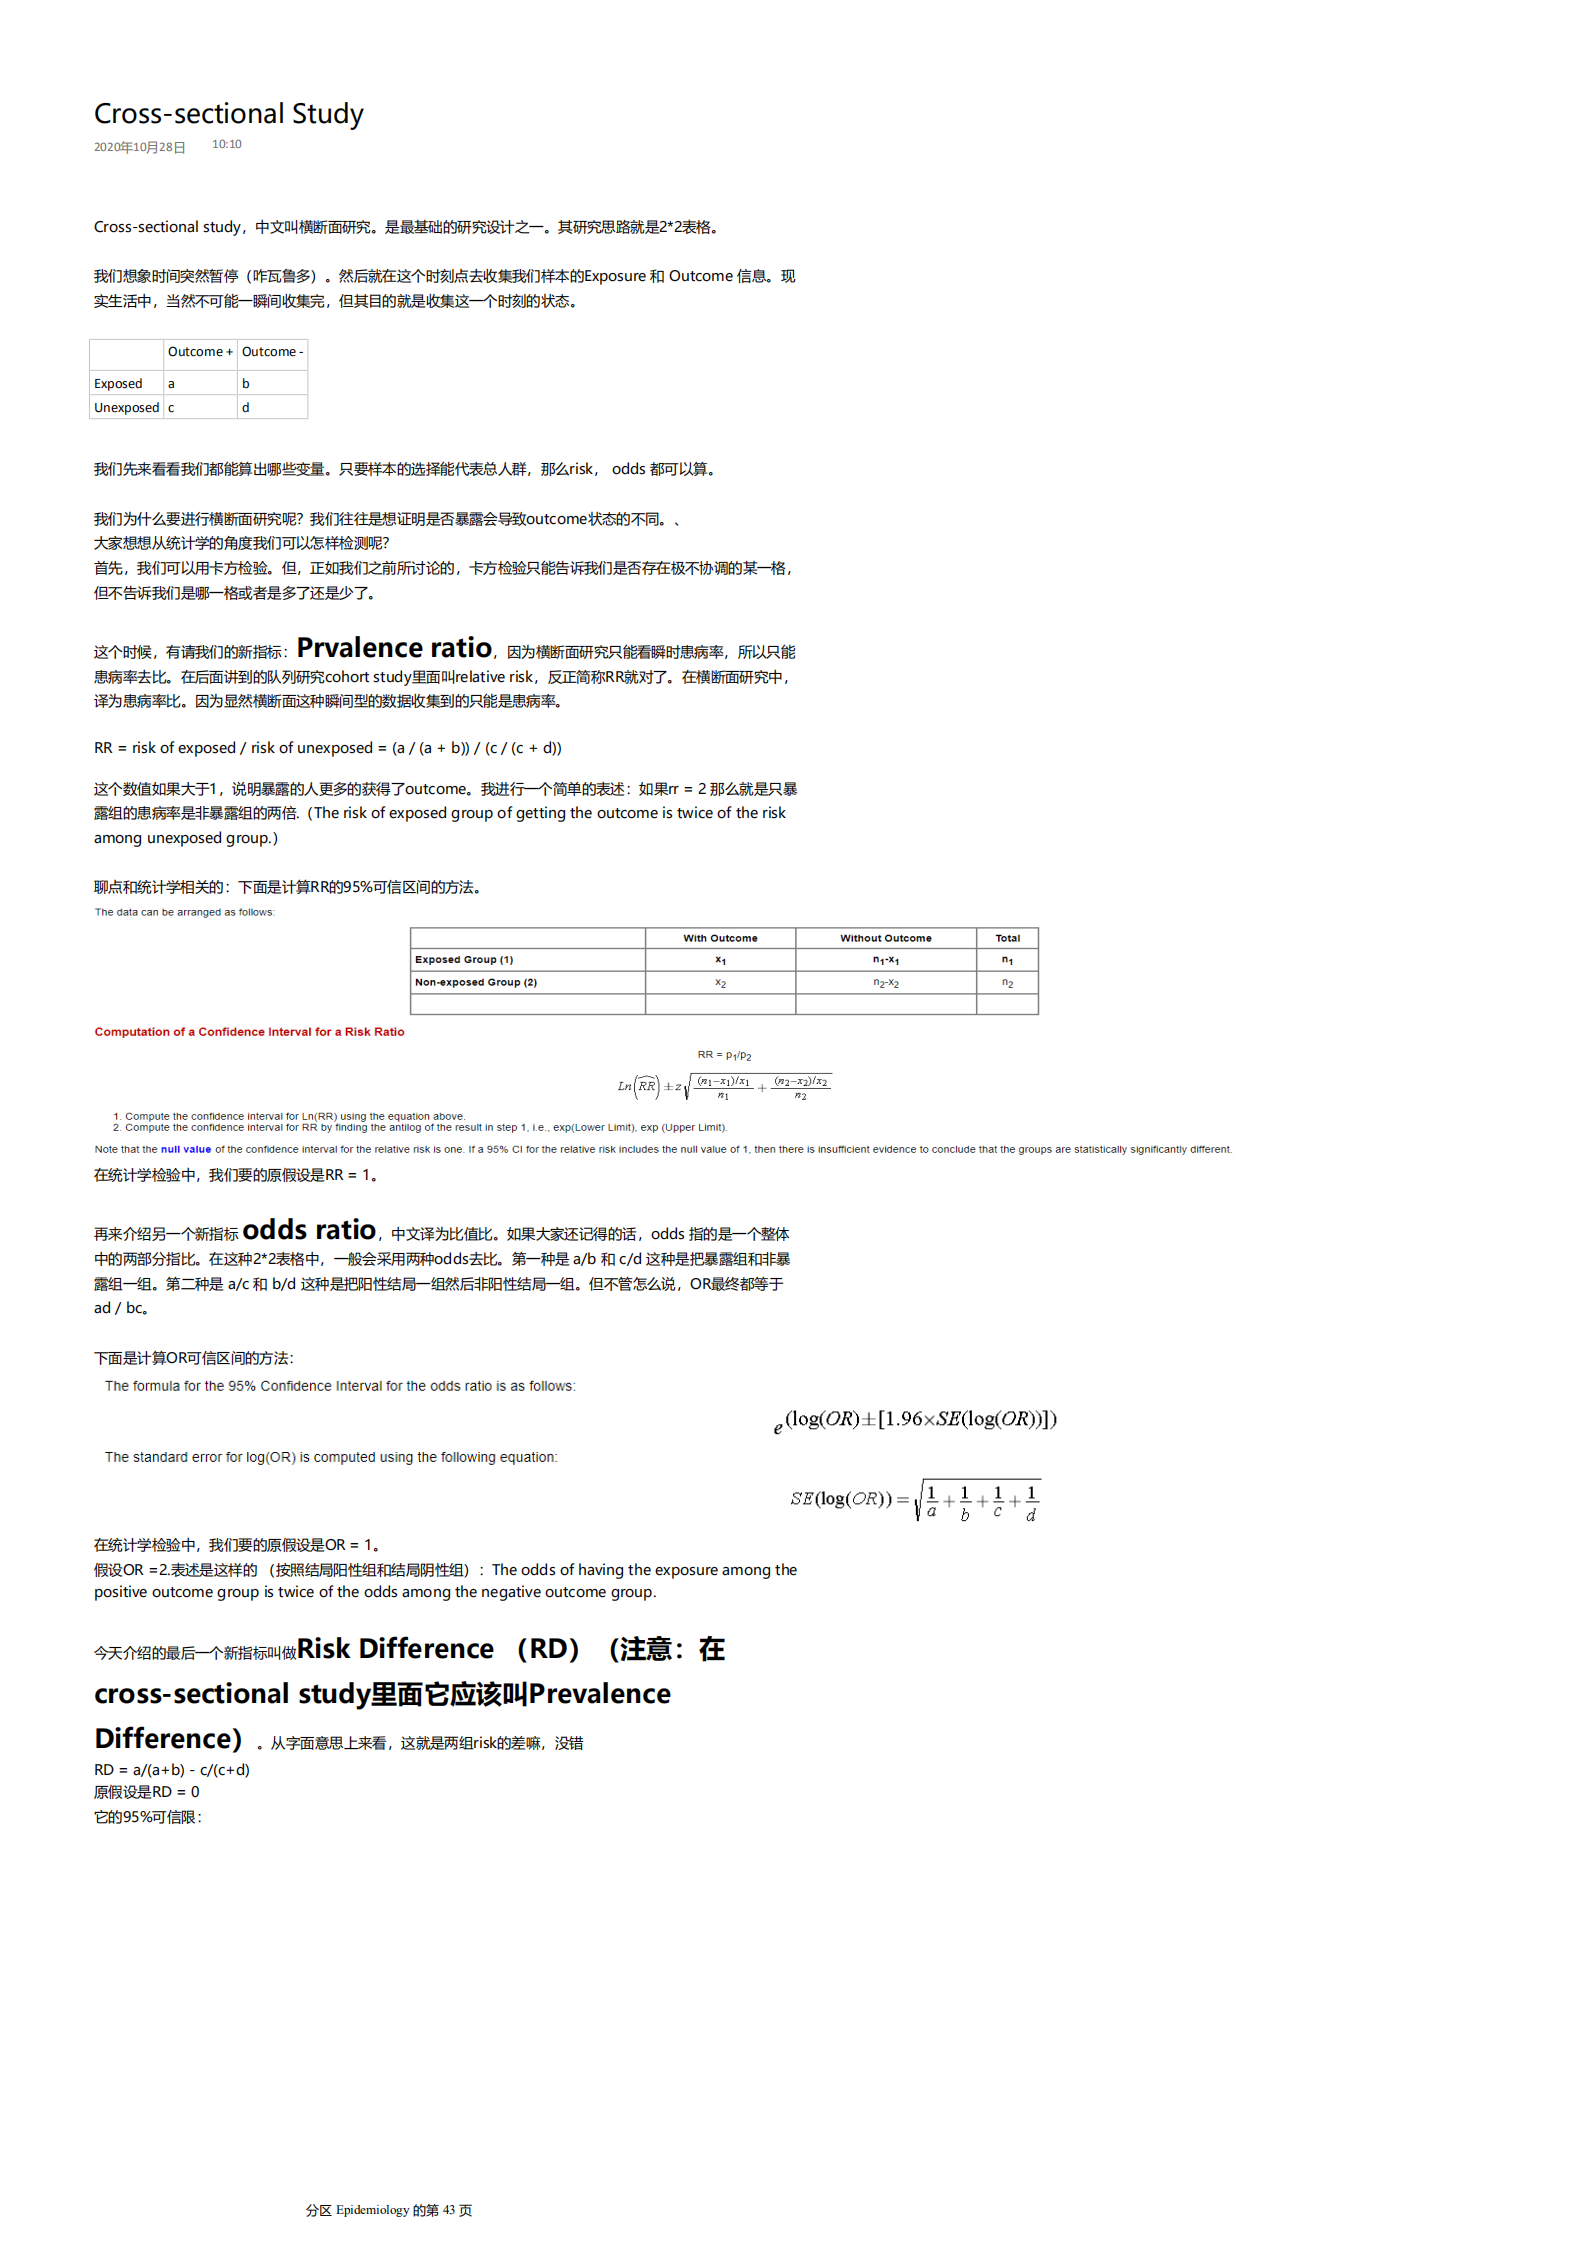 Cross-sectional Study
2020年10月28日 10:10
Cross-sectional study，中文叫横断面研究。是最基础的研究设计之一。其研究思路就是2*2表格。
我们想象时间突然暂停（咋瓦鲁多）。然后就在这个时刻点去收集我们样本的Exposure 和 Outcome 信息。现
实生活中，当然不可能一瞬间收集完，但其目的就是收集这一个时刻的状态。
Outcome + Outcome -
Exposed a b
Unexposed c d
我们先来看看我们都能算出哪些变量。只要样本的选择能代表总人群，那么risk， odds 都可以算。
我们为什么要进行横断面研究呢？我们往往是想证明是否暴露会导致outcome状态的不同。、
大家想想从统计学的角度我们可以怎样检测呢？
首先，我们可以用卡方检验。但，正如我们之前所讨论的，卡方检验只能告诉我们是否存在极不协调的某一格，
但不告诉我们是哪一格或者是多了还是少了。
这个时候，有请我们的新指标：Prvalence ratio，因为横断面研究只能看瞬时患病率，所以只能
患病率去比。在后面讲到的队列研究cohort study里面叫relative risk，反正简称RR就对了。在横断面研究中，
译为患病率比。因为显然横断面这种瞬间型的数据收集到的只能是患病率。
RR = risk of exposed / risk of unexposed = (a / (a + b)) / (c / (c + d))
这个数值如果大于1，说明暴露的人更多的获得了outcome。我进行一个简单的表述：如果rr = 2 那么就是只暴
露组的患病率是非暴露组的两倍.（The risk of exposed group of getting the outcome is twice of the risk
among unexposed group.）
聊点和统计学相关的：下面是计算RR的95%可信区间的方法。
The data can be arranged as follows:
With Outcome Without Outcome Total
Exposed Group (1) x1 n1-x1 n1
Non-exposed Group (2) x2 n2-x2 n2
Computation of a Confidence Interval for a Risk Ratio
RR = p1/p2
Ln(R̂R) ± z√((n1−x1)/x1 / n1 + (n2−x2)/x2 / n2)
1. Compute the confidence interval for Ln(RR) using the equation above.
2. Compute the confidence interval for RR by finding the antilog of the result in step 1, i.e., exp(Lower Limit), exp (Upper Limit).
Note that the null value of the confidence interval for the relative risk is one. If a 95% CI for the relative risk includes the null value of 1, then there is insufficient evidence to conclude that the groups are statistically significantly different.
在统计学检验中，我们要的原假设是RR = 1。
再来介绍另一个新指标 odds ratio，中文译为比值比。如果大家还记得的话，odds 指的是一个整体
中的两部分指比。在这种2*2表格中，一般会采用两种odds去比。第一种是 a/b 和 c/d 这种是把暴露组和非暴
露组一组。第二种是 a/c 和 b/d 这种是把阳性结局一组然后非阳性结局一组。但不管怎么说，OR最终都等于
ad / bc。
下面是计算OR可信区间的方法：
The formula for the 95% Confidence Interval for the odds ratio is as follows:
e^(log(OR)±[1.96×SE(log(OR))])
The standard error for log(OR) is computed using the following equation:
SE(log(OR)) = √(1/a + 1/b + 1/c + 1/d)
在统计学检验中，我们要的原假设是OR = 1。
假设OR =2.表述是这样的 （按照结局阳性组和结局阴性组）：The odds of having the exposure among the
positive outcome group is twice of the odds among the negative outcome group.
今天介绍的最后一个新指标叫做Risk Difference （RD）（注意：在
cross-sectional study里面它应该叫Prevalence
Difference）。从字面意思上来看，这就是两组risk的差嘛，没错
RD = a/(a+b) - c/(c+d)
原假设是RD = 0
它的95%可信限：
分区 Epidemiology 的第 43 页